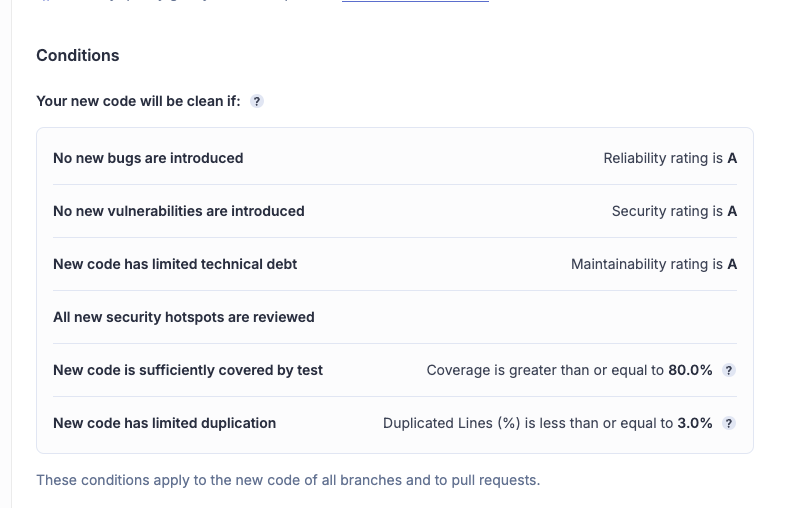 Conditions
Your new code will be clean if: ?
No new bugs are introduced Reliability rating is A
No new vulnerabilities are introduced Security rating is A
New code has limited technical debt Maintainability rating is A
All new security hotspots are reviewed
New code is sufficiently covered by test Coverage is greater than or equal to 80.0% ?
New code has limited duplication Duplicated Lines (%) is less than or equal to 3.0% ?
These conditions apply to the new code of all branches and to pull requests.